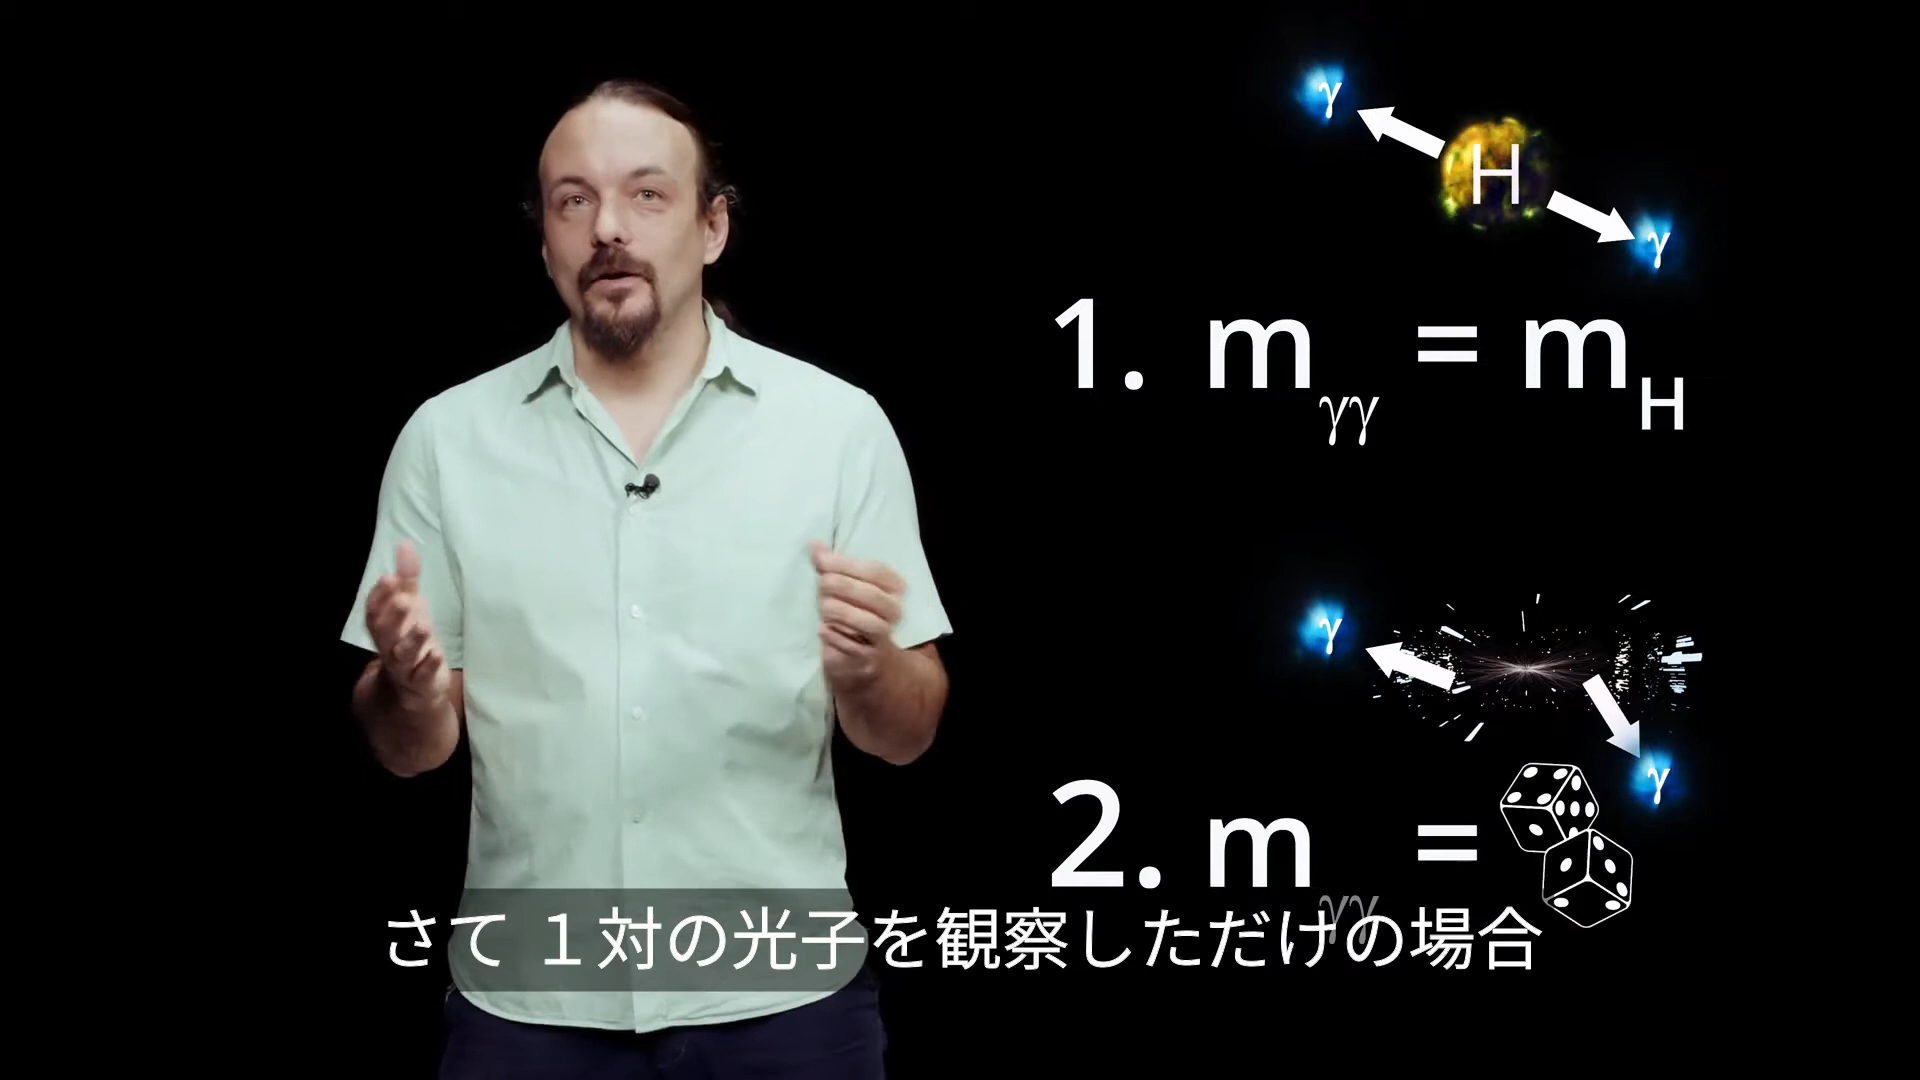 γ
H
γ
1. mγγ = mH
γ
γ
2. mγγ =
さて １対の光子を観察しただけの場合